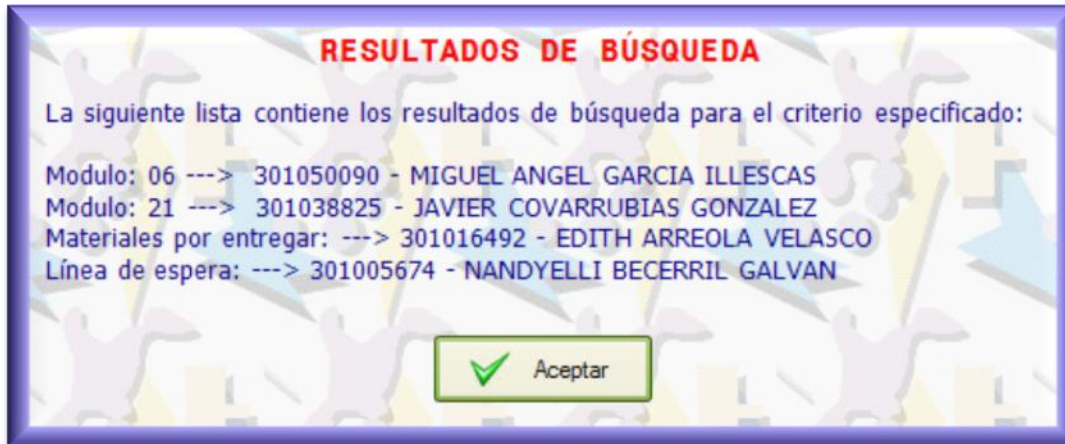 RESULTADOS DE BÚSQUEDA
La siguiente lista contiene los resultados de búsqueda para el criterio especificado:
Modulo: 06 ---> 301050090 - MIGUEL ANGEL GARCIA ILLESCAS
Modulo: 21 ---> 301038825 - JAVIER COVARRUBIAS GONZALEZ
Materiales por entregar: ---> 301016492 - EDITH ARREOLA VELASCO
Línea de espera: ---> 301005674 - NANDYELLI BECERRIL GALVAN
Aceptar